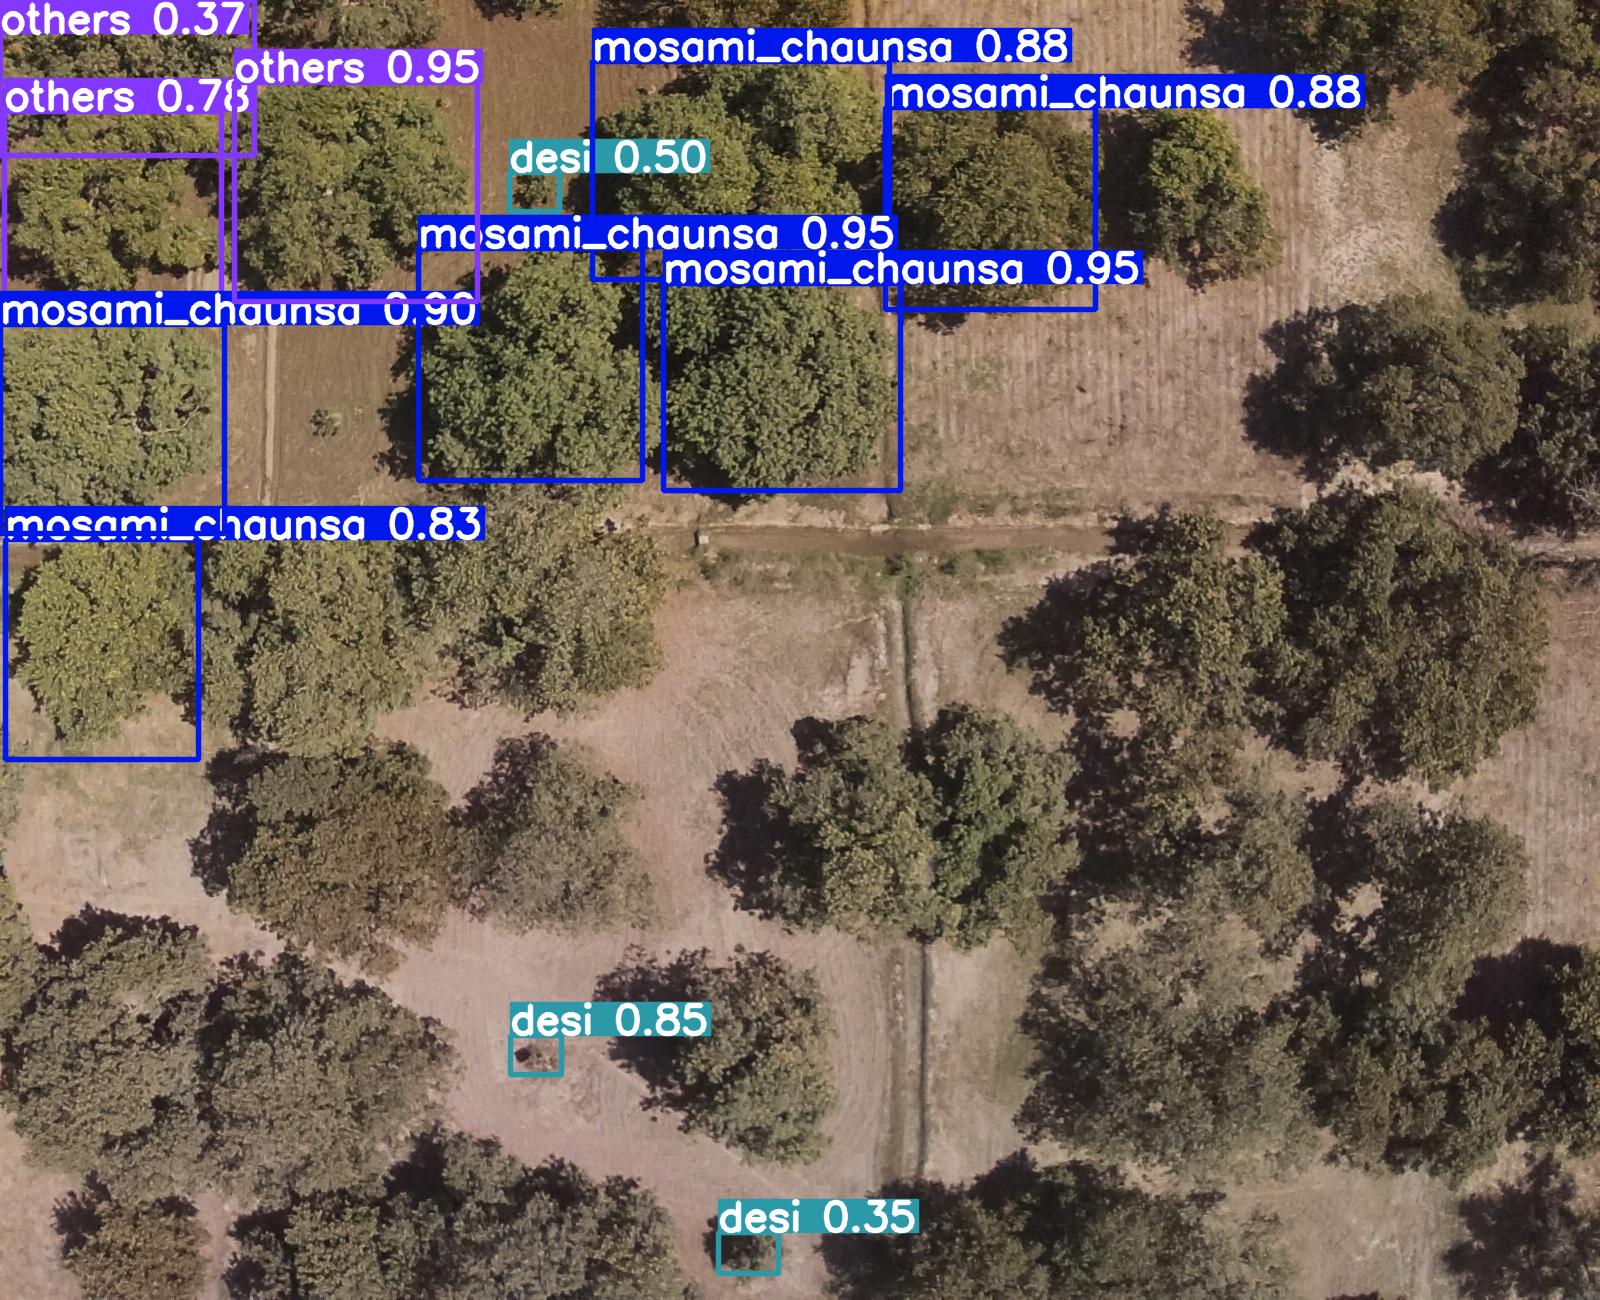 others 0.37
others 0.95
others 0.78
mosami_chaunsa 0.88
mosami_chaunsa 0.88
desi 0.50
mosami_chaunsa 0.95
mosami_chaunsa 0.95
mosami_chaunsa 0.90
mosami_chaunsa 0.83
desi 0.85
desi 0.35